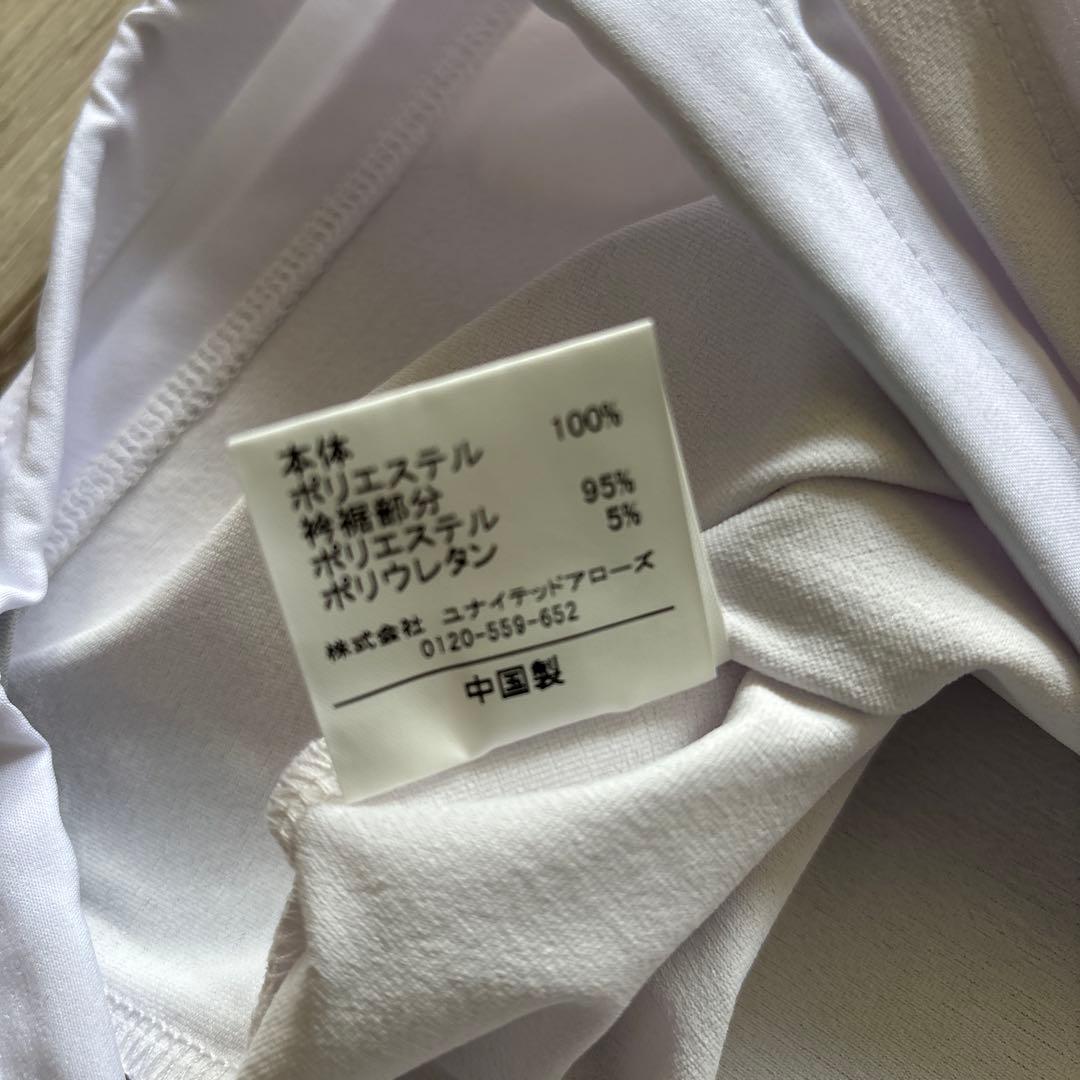 本体
ポリエステル 100%
衿裾部分
ポリエステル 95%
ポリウレタン 5%
株式会社 ユナイテッドアローズ
0120-559-652
中国製